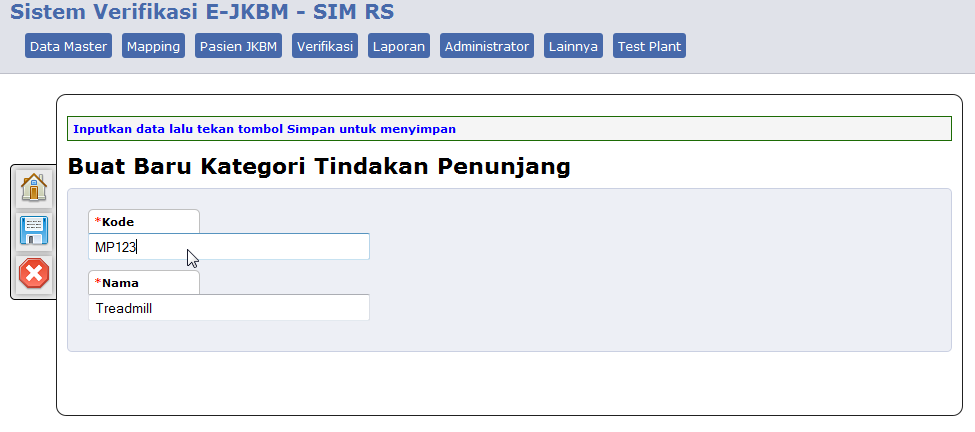 Sistem Verifikasi E-JKBM - SIM RS
Data Master Mapping Pasien JKBM Verifikasi Laporan Administrator Lainnya Test Plant
Inputkan data lalu tekan tombol Simpan untuk menyimpan
Buat Baru Kategori Tindakan Penunjang
*Kode
MP123
*Nama
Treadmill